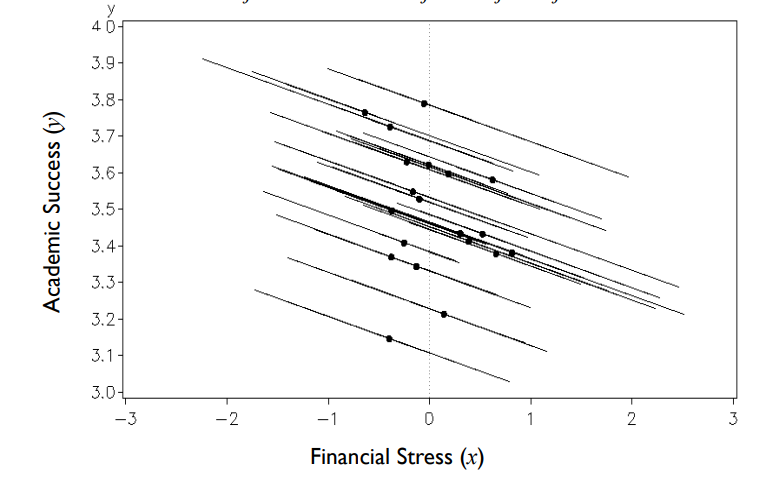 y
4.0
3.9
3.8
3.7
3.6
3.5
3.4
3.3
3.2
3.1
3.0
Academic Success (y)
−3 −2 −1 0 1 2 3
Financial Stress (x)